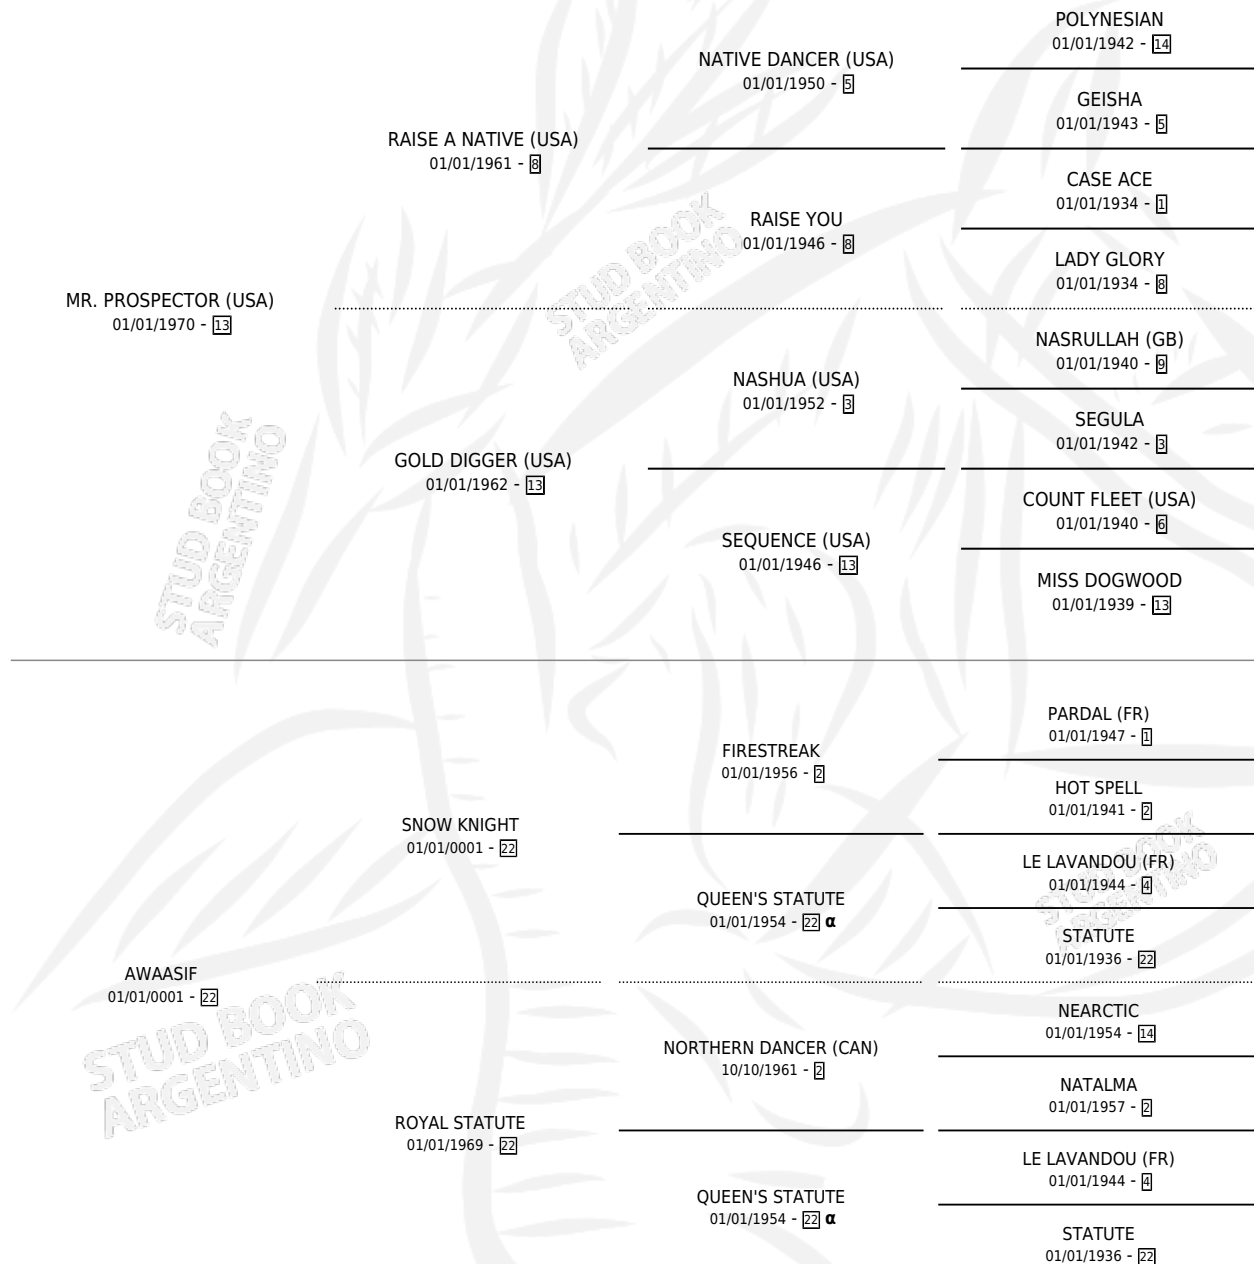 POLYNESIAN
01/01/1942 - 14
NATIVE DANCER (USA)
01/01/1950 - 5
GEISHA
01/01/1943 - 5
RAISE A NATIVE (USA)
01/01/1961 - 8
CASE ACE
01/01/1934 - 1
RAISE YOU
01/01/1946 - 8
LADY GLORY
01/01/1934 - 8
STUD BOOK
ARGENTINO
MR. PROSPECTOR (USA)
01/01/1970 - 13
NASRULLAH (GB)
01/01/1940 - 9
NASHUA (USA)
01/01/1952 - 3
SEGULA
01/01/1942 - 3
GOLD DIGGER (USA)
01/01/1962 - 13
COUNT FLEET (USA)
01/01/1940 - 6
SEQUENCE (USA)
01/01/1946 - 13
MISS DOGWOOD
01/01/1939 - 13
STUD BOOK
ARGENTINO
PARDAL (FR)
01/01/1947 - 1
FIRESTREAK
01/01/1956 - 2
HOT SPELL
01/01/1941 - 2
SNOW KNIGHT
01/01/0001 - 22
LE LAVANDOU (FR)
01/01/1944 - 4
QUEEN'S STATUTE
01/01/1954 - 22 α
STATUTE
01/01/1936 - 22
STUD BOOK
ARGENTINO
AWAASIF
01/01/0001 - 22
NEARCTIC
01/01/1954 - 14
NORTHERN DANCER (CAN)
10/10/1961 - 2
NATALMA
01/01/1957 - 2
STUD BOOK
ARGENTINO
ROYAL STATUTE
01/01/1969 - 22
LE LAVANDOU (FR)
01/01/1944 - 4
QUEEN'S STATUTE
01/01/1954 - 22 α
STATUTE
01/01/1936 - 22